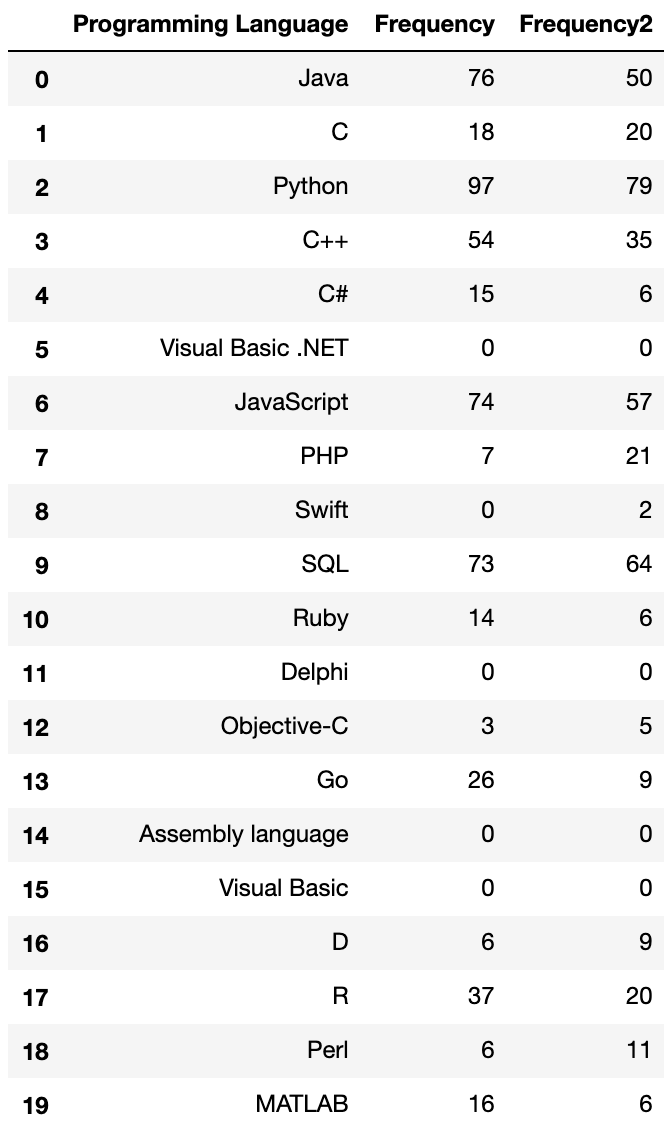 Programming Language Frequency Frequency2
0 Java 76 50
1 C 18 20
2 Python 97 79
3 C++ 54 35
4 C# 15 6
5 Visual Basic .NET 0 0
6 JavaScript 74 57
7 PHP 7 21
8 Swift 0 2
9 SQL 73 64
10 Ruby 14 6
11 Delphi 0 0
12 Objective-C 3 5
13 Go 26 9
14 Assembly language 0 0
15 Visual Basic 0 0
16 D 6 9
17 R 37 20
18 Perl 6 11
19 MATLAB 16 6